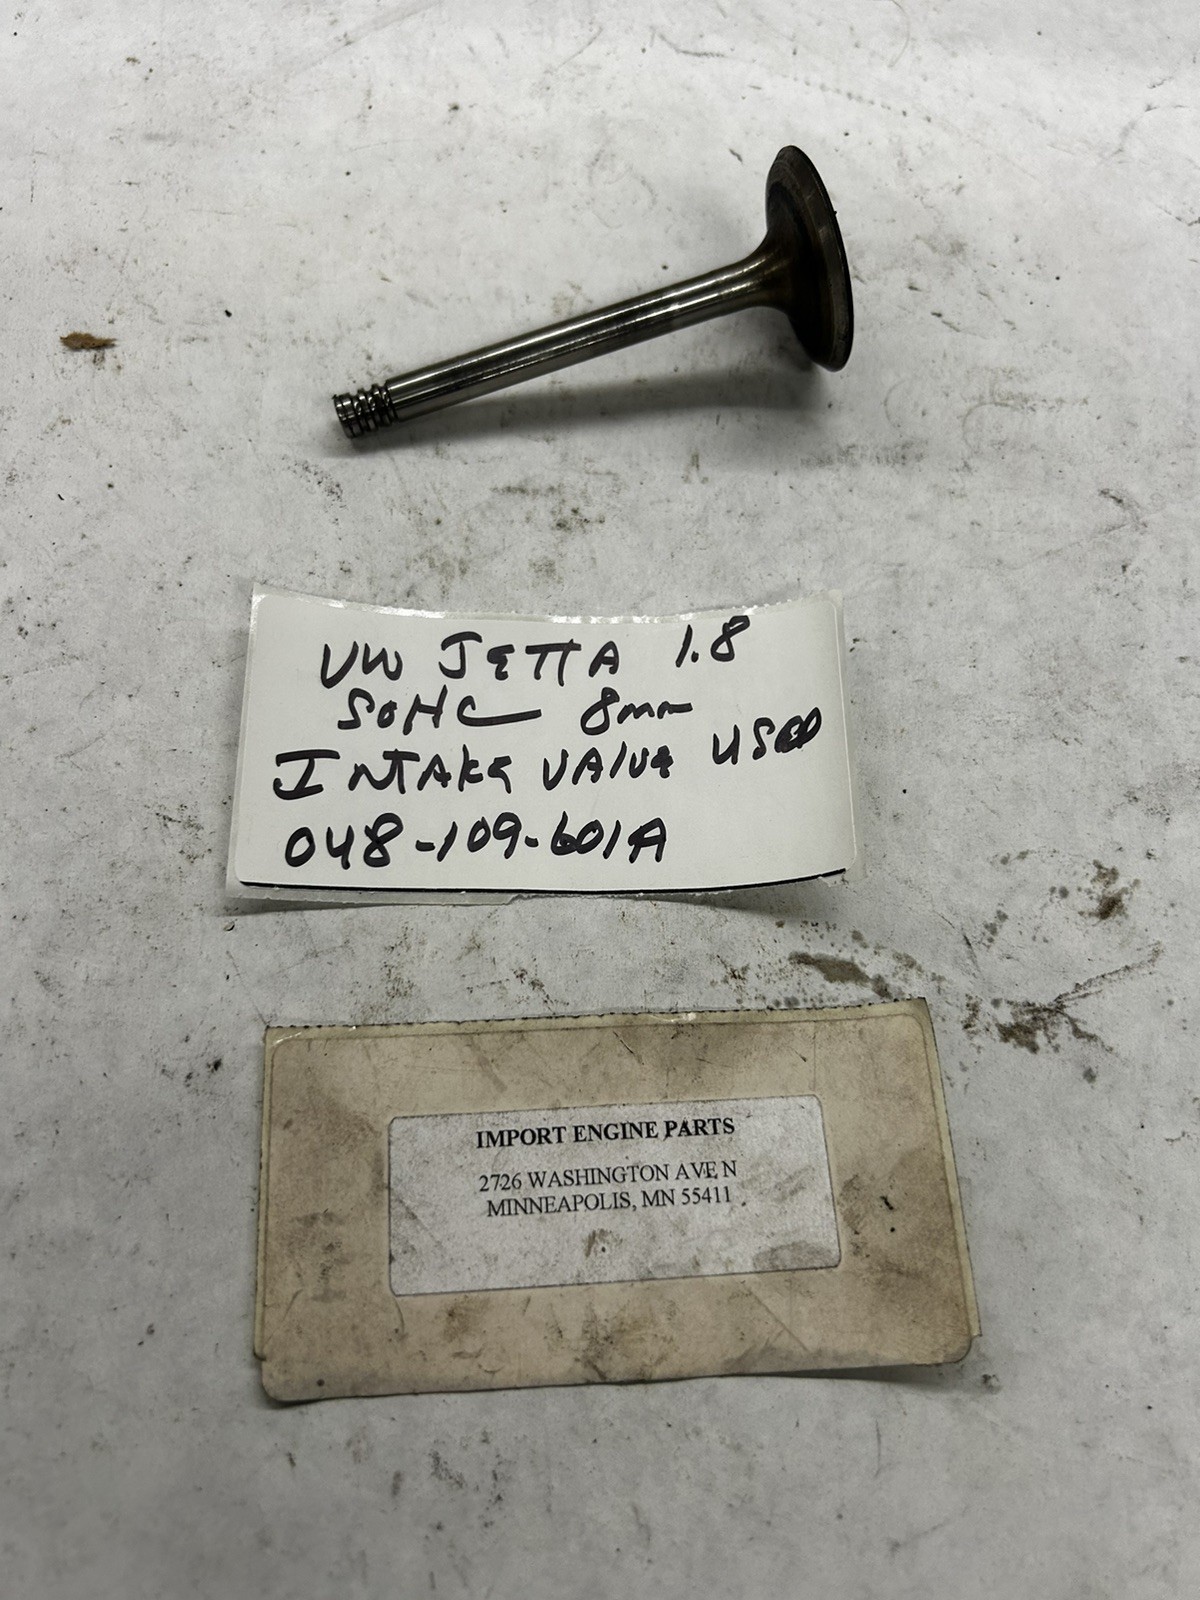 VW JETTA 1.8
SOHC 8mm
INTAKE VALVE USED
048-109-601A
IMPORT ENGINE PARTS
2726 WASHINGTON AVE N
MINNEAPOLIS, MN 55411